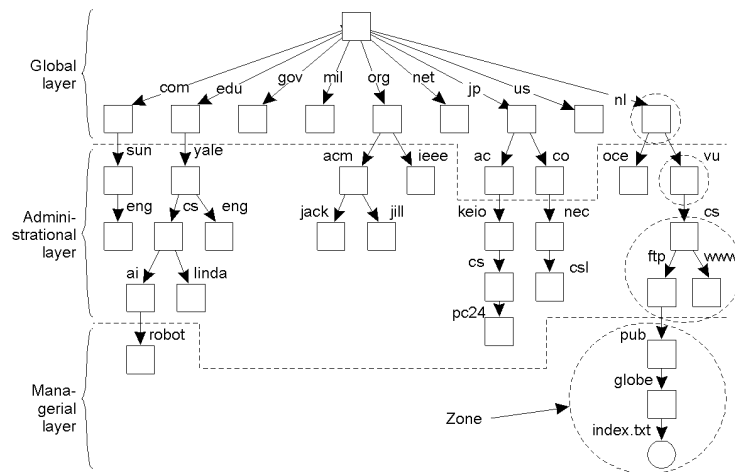 Global
layer
com
edu
gov
mil
org
net
jp
us
nl
sun
yale
acm
ieee
ac
co
oce
vu
Admini-
strational
layer
eng
cs
eng
jack
jill
keio
nec
cs
ai
linda
cs
csl
ftp
www
pc24
robot
pub
Mana-
gerial
layer
globe
Zone
index.txt